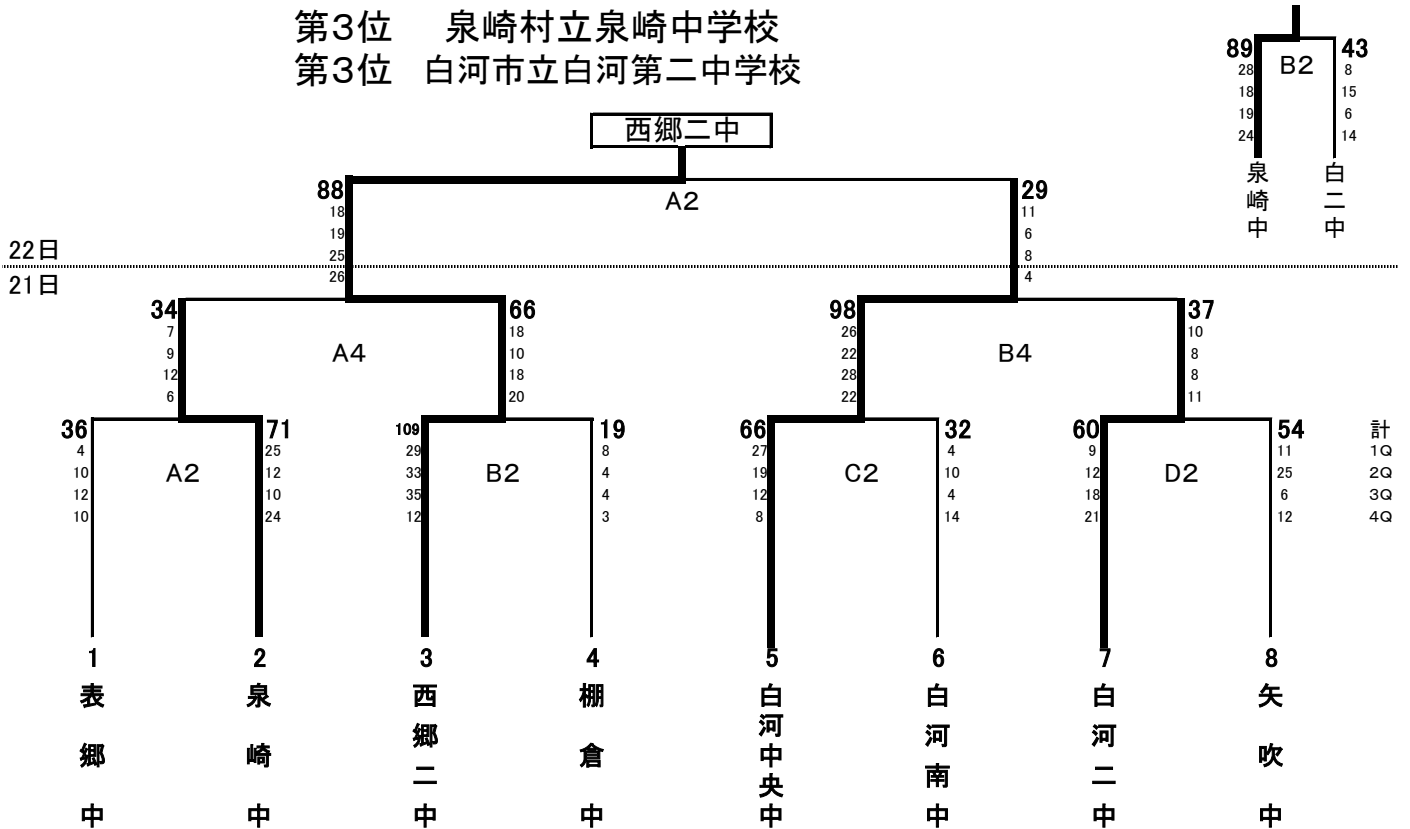 第3位 泉崎村立泉崎中学校
第3位 白河市立白河第二中学校
89 B2 43
28 8
18 15
19 6
24 14
泉崎中 白二中
西郷二中
88 A2 29
18 11
19 6
25 8
26 4
22日
21日
34 66 98 37
7 18 26 10
9 A4 10 22 B4 8
12 18 28 8
6 20 22 11
36 71 109 19 66 32 60 54 計
4 25 29 8 27 4 9 11 1Q
10 A2 12 33 B2 4 19 C2 10 12 D2 25 2Q
12 10 35 4 12 4 18 6 3Q
10 24 12 3 8 14 21 12 4Q
1 2 3 4 5 6 7 8
表郷中 泉崎中 西郷二中 棚倉中 白河中央中 白河南中 白河二中 矢吹中